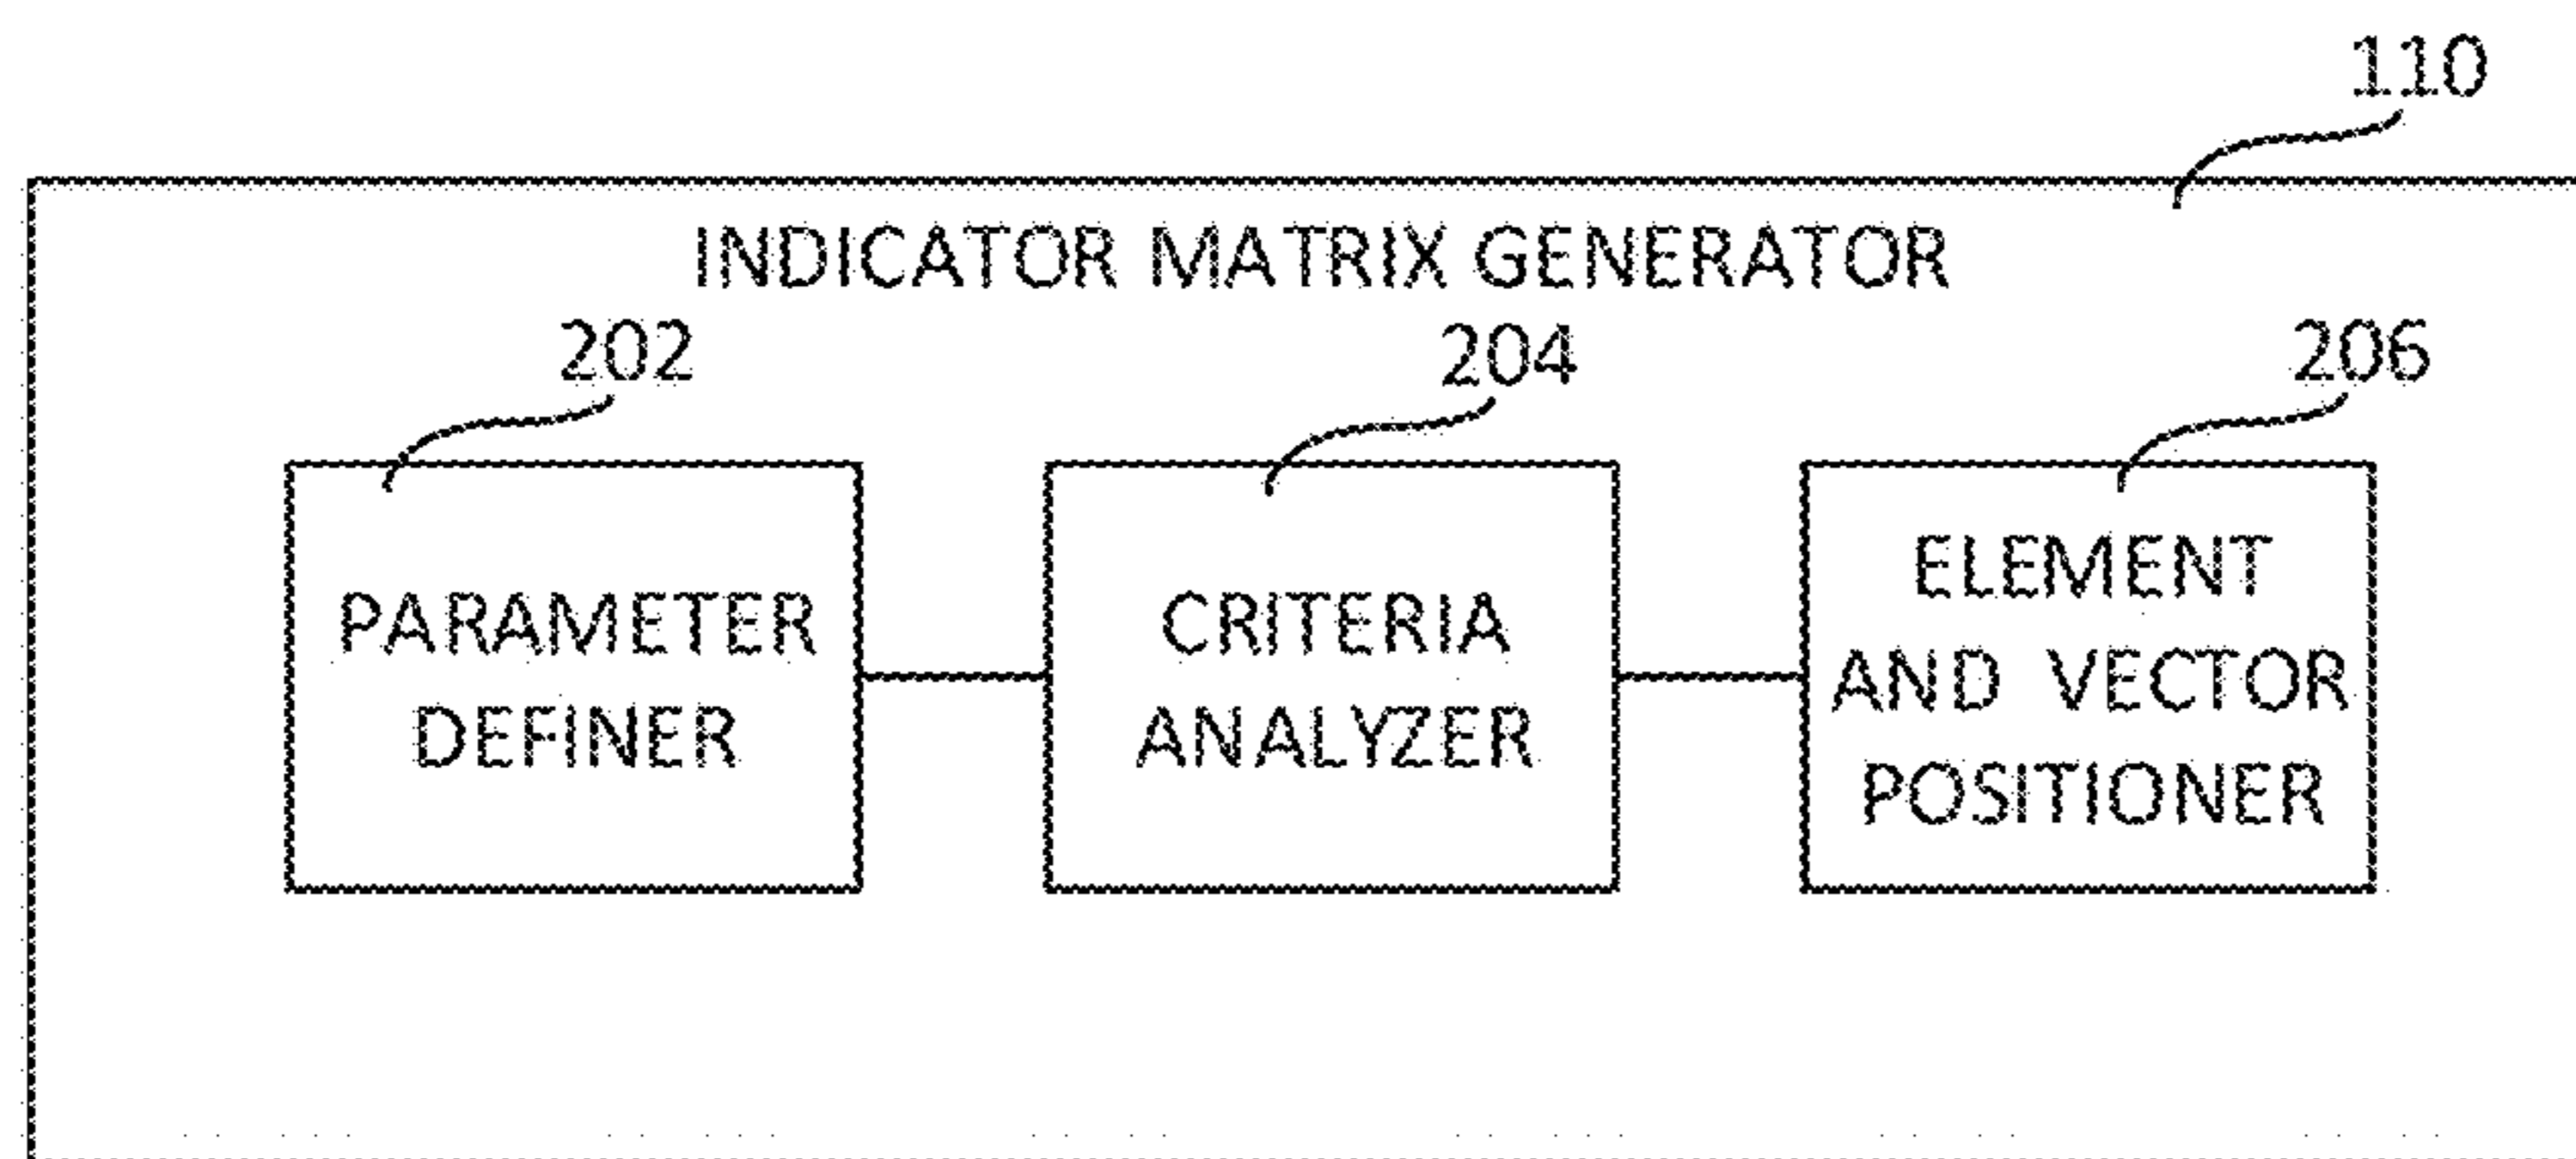 110
INDICATOR MATRIX GENERATOR
202
204
206
PARAMETER
DEFINER
CRITERIA
ANALYZER
ELEMENT
AND VECTOR
POSITIONER